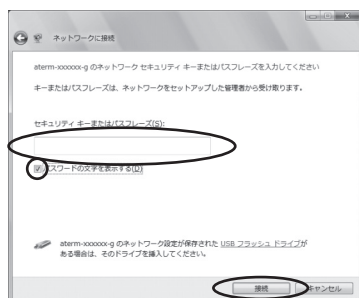 ネットワークに接続
aterm-xxxxxx-g のネットワーク セキュリティ キーまたはパスフレーズを入力してください
キーまたはパスフレーズは、ネットワークをセットアップした管理者から受け取ります。
セキュリティ キーまたはパスフレーズ(S):
パスワードの文字を表示する(D)
aterm-xxxxxx-g のネットワーク設定が保存された USB フラッシュ ドライブが
ある場合は、そのドライブを挿入してください。
接続 キャンセル